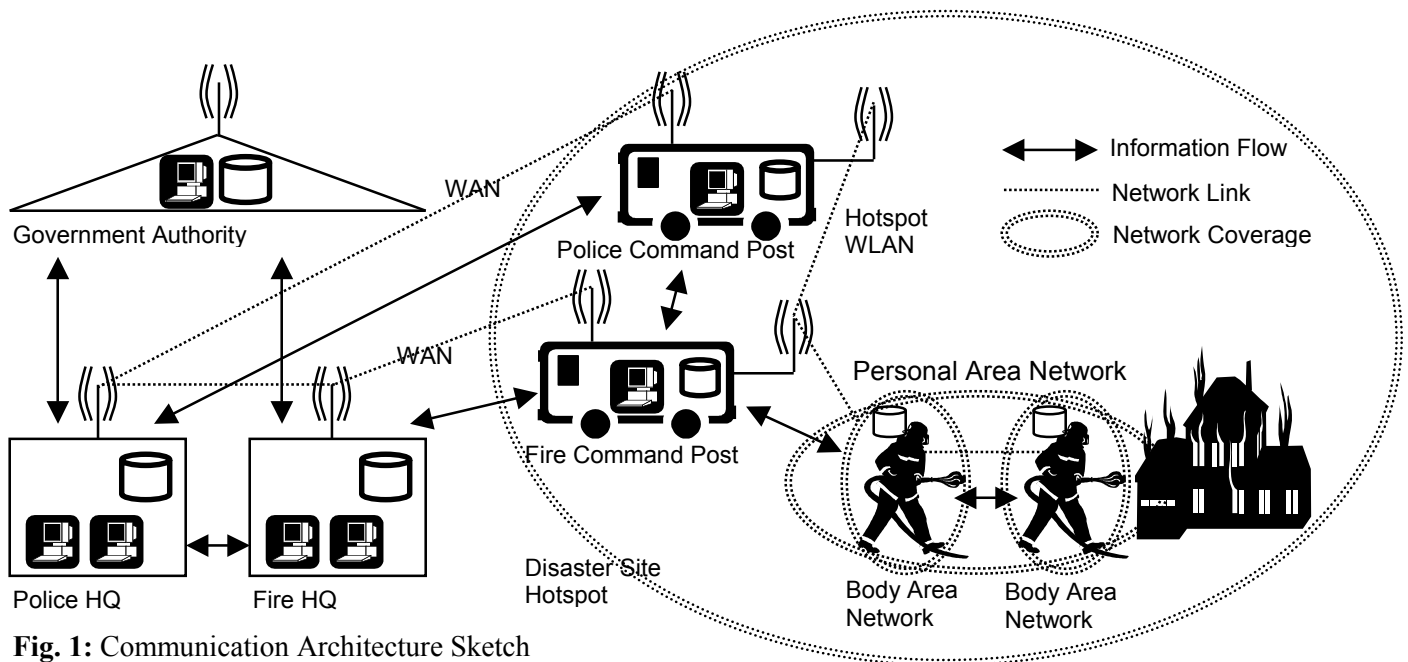 WAN
Information Flow
Network Link
Network Coverage
Government Authority
Police Command Post
Hotspot
WLAN
WAN
Personal Area Network
Fire Command Post
Disaster Site
Hotspot
Body Area
Network
Body Area
Network
Police HQ
Fire HQ
Fig. 1: Communication Architecture Sketch